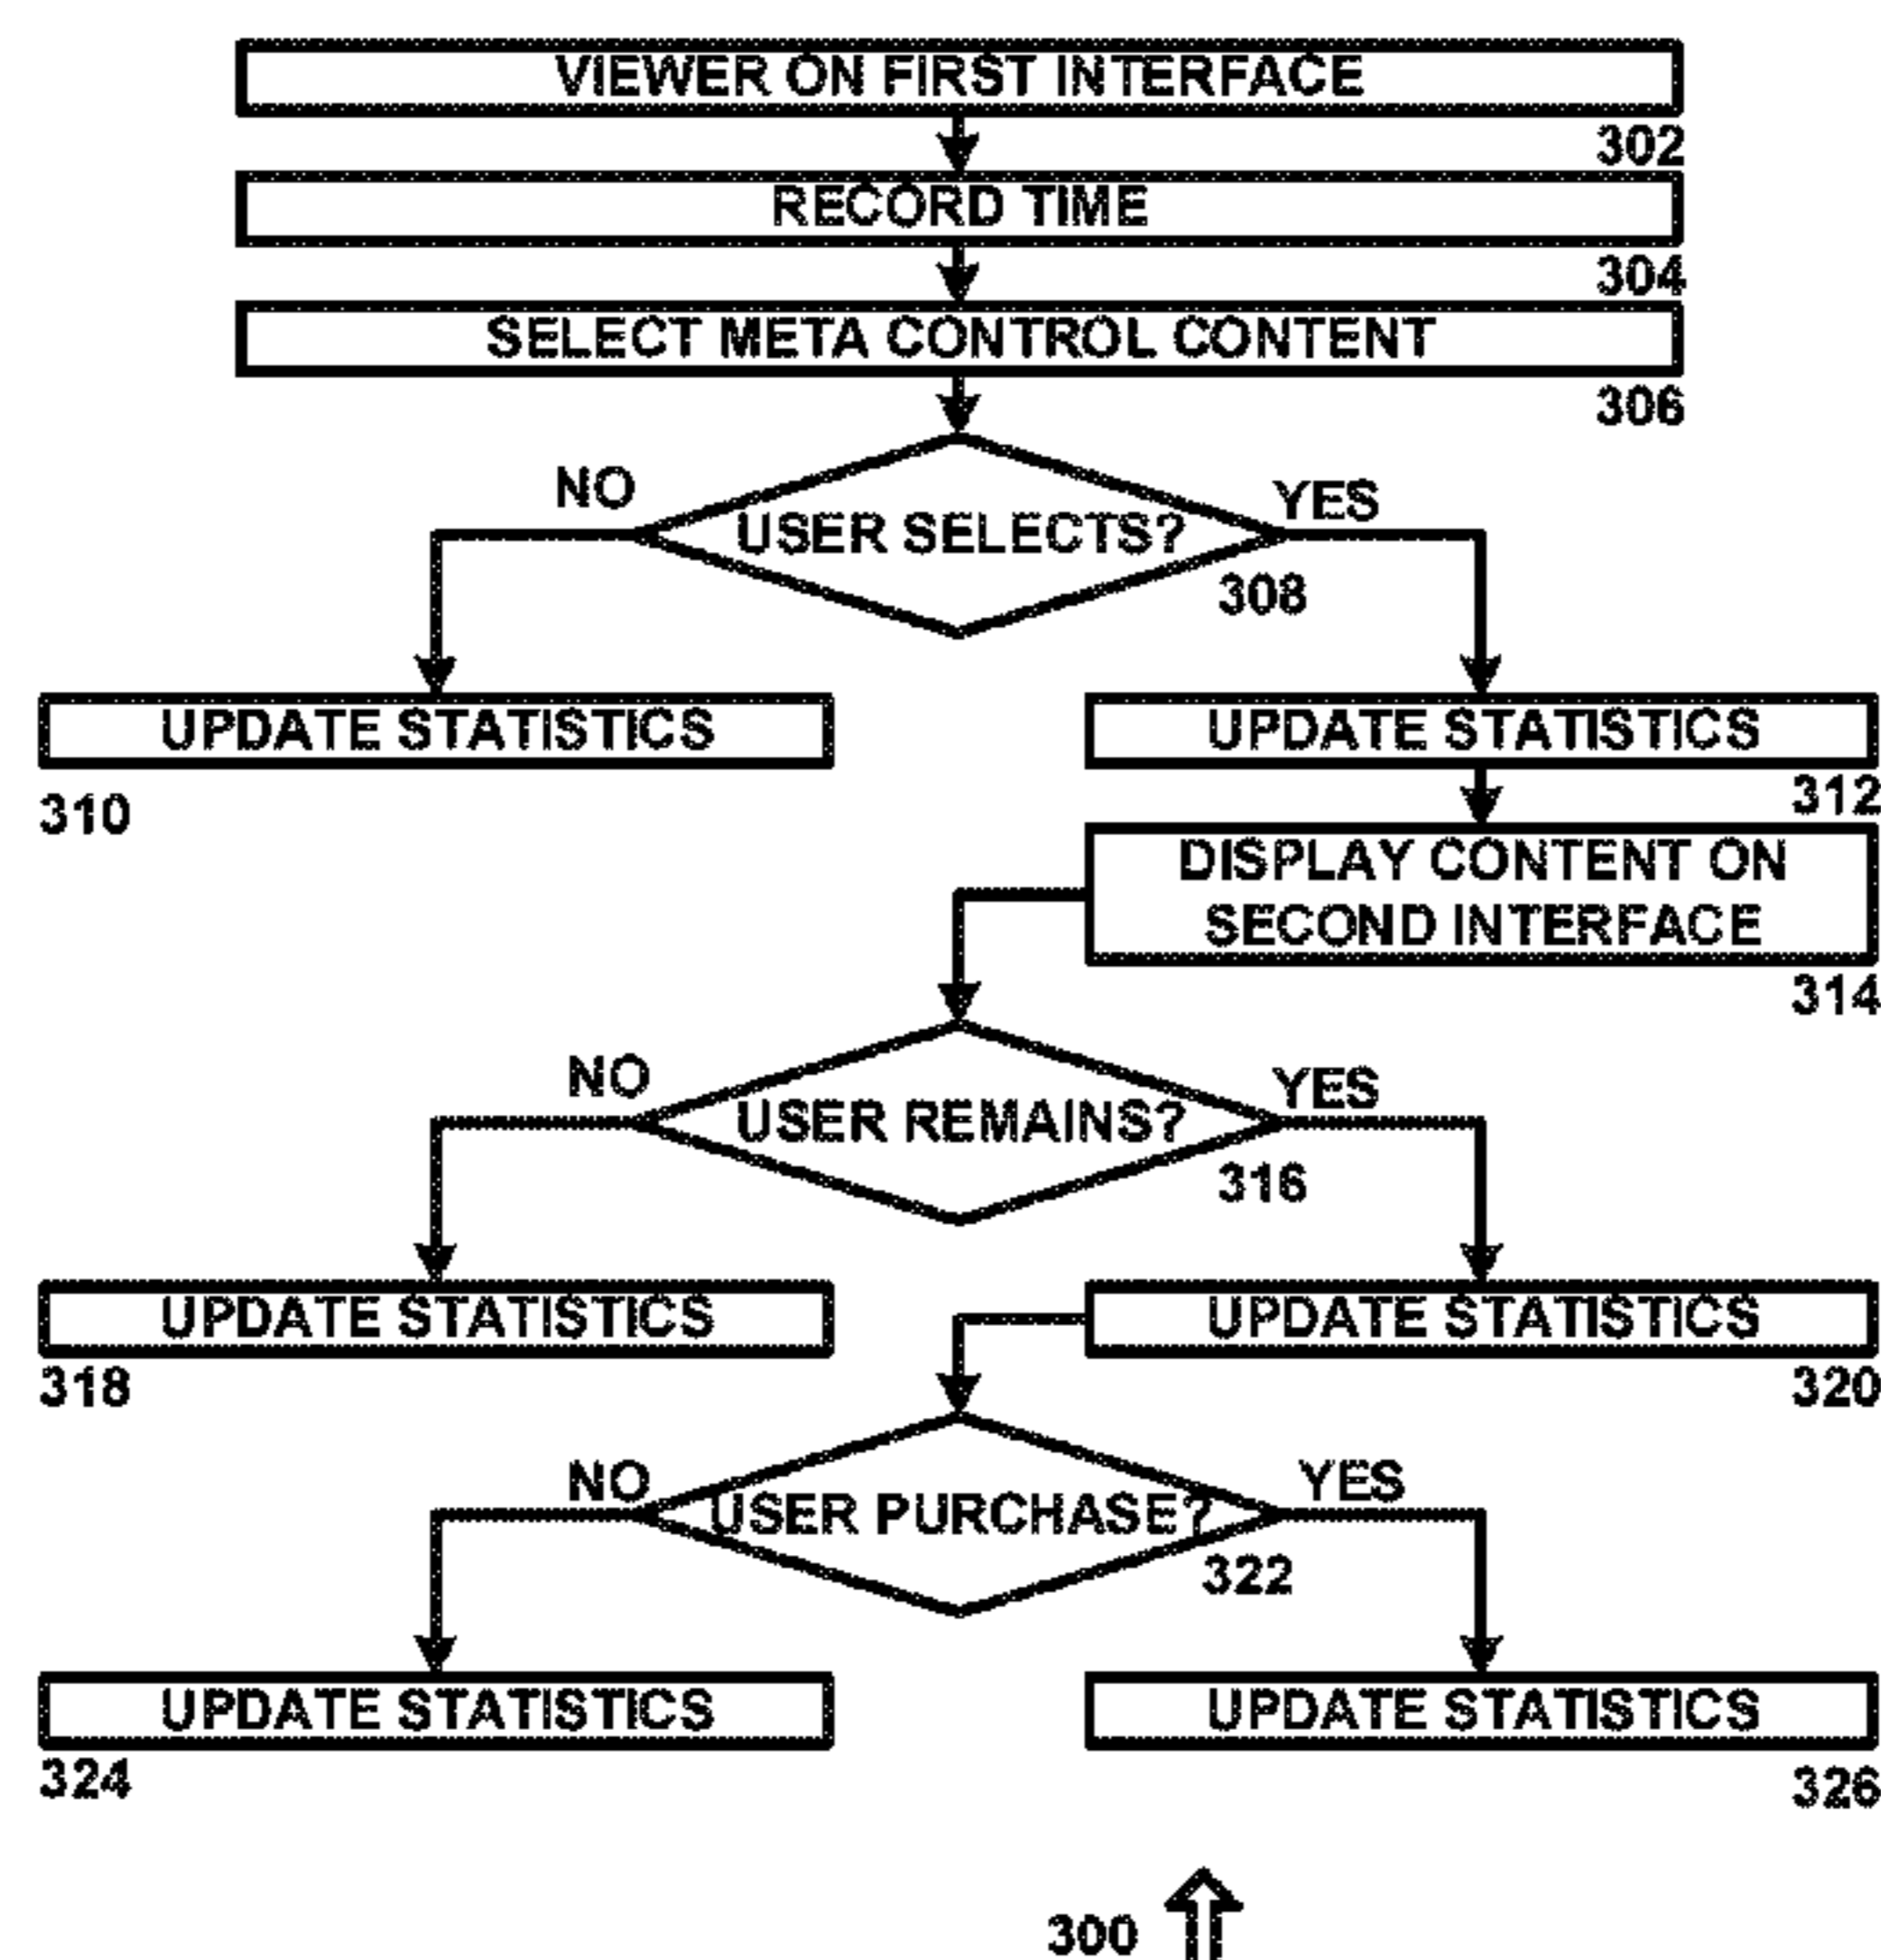 VIEWER ON FIRST INTERFACE
302
RECORD TIME
304
SELECT META CONTROL CONTENT
306
NO
YES
USER SELECTS?
308
UPDATE STATISTICS
UPDATE STATISTICS
310
312
DISPLAY CONTENT ON
SECOND INTERFACE
314
NO
YES
USER REMAINS?
316
UPDATE STATISTICS
UPDATE STATISTICS
318
320
NO
YES
USER PURCHASE?
322
UPDATE STATISTICS
UPDATE STATISTICS
324
326
300